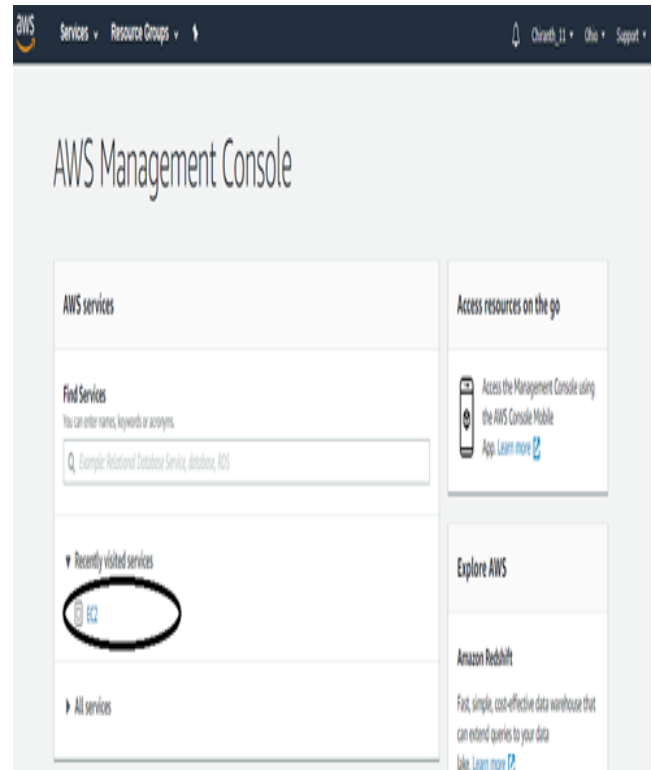 aws
Services
Resource Groups
Chiranth_11
Ohio
Support
AWS Management Console
AWS services
Find Services
You can enter names, keywords or acronyms.
Example: Relational Database Service, database, RDS
Recently visited services
EC2
All services
Access resources on the go
Access the Management Console using
the AWS Console Mobile
App. Learn more
Explore AWS
Amazon Redshift
Fast, simple, cost-effective data warehouse that
can extend queries to your data
lake. Learn more